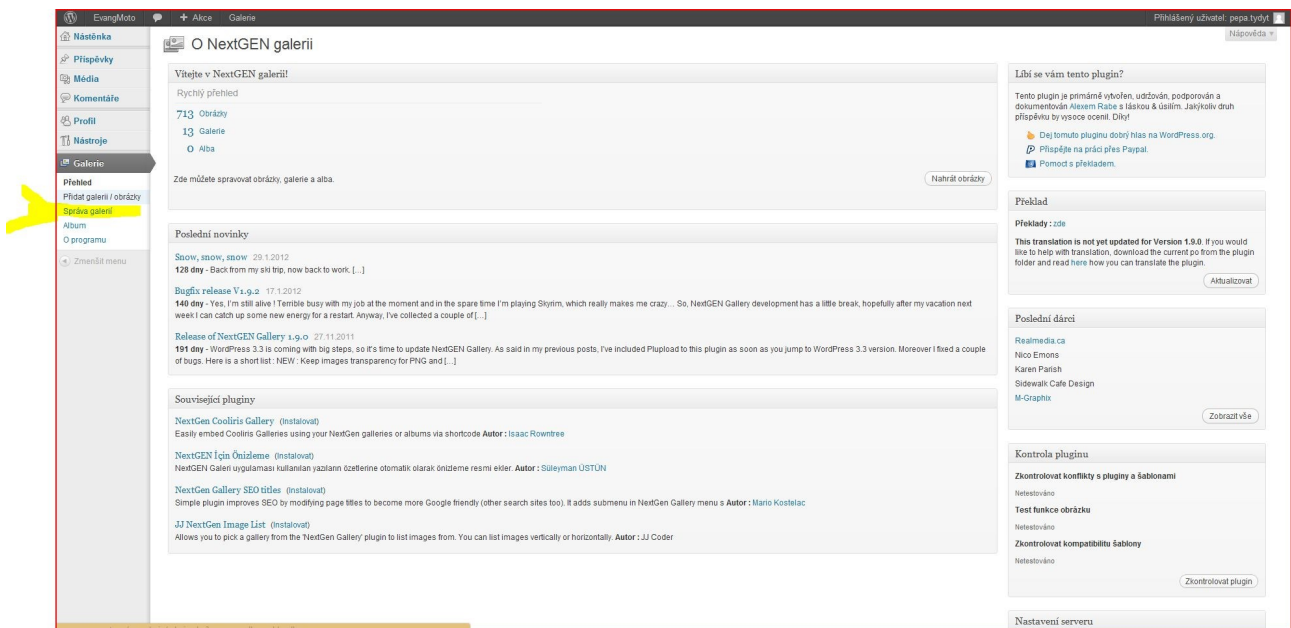 EvangMoto + Akce Galerie Přihlášený uživatel: pepa.tydyt
Nápověda
Nástěnka
Příspěvky
Média
Komentáře
Profil
Nástroje
Galerie
Přehled
Přidat galerii / obrázky
Správa galerií
Album
O programu
Zmenšit menu
O NextGEN galerii
Vítejte v NextGEN galerii!
Rychlý přehled
713 Obrázky
13 Galerie
0 Alba
Zde můžete spravovat obrázky, galerie a alba.
Nahrát obrázky
Poslední novinky
Snow, snow, snow 29.1.2012
128 dny - Back from my ski trip, now back to work, [...]
Bugfix release V1.9.2 17.1.2012
140 dny - Yes, I'm still alive ! Terrible busy with my job at the moment and in the spare time I'm playing Skyrim, which really makes me crazy… So, NextGEN Gallery development has a little break, hopefully after my vacation next
week I can catch up some new energy for a restart. Anyway, I've collected a couple of [...]
Release of NextGEN Gallery 1.9.0 27.11.2011
191 dny - WordPress 3.3 is coming with big steps, so it's time to update NextGEN Gallery. As said in my previous posts, I've included Plupload to this plugin as soon as you jump to WordPress 3.3 version. Moreover I fixed a couple
of bugs. Here is a short list : NEW : Keep images transparency for PNG and [...]
Související pluginy
NextGen Cooliris Gallery (Instalovat)
Easily embed Cooliris Galleries using your NextGen galleries or albums via shortcode Autor : Isaac Rowntree
NextGEN İçin Önizleme (Instalovat)
NextGEN Galeri uygulaması kullanılan yazıların özetlerine otomatik olarak önizleme resmi ekler. Autor : Süleyman ÜSTÜN
NextGen Gallery SEO titles (Instalovat)
Simple plugin improves SEO by modifying page titles to become more Google friendly (other search sites too). It adds submenu in NextGen Gallery menu s Autor : Mario Kostelac
JJ NextGen Image List (Instalovat)
Allows you to pick a gallery from the 'NextGen Gallery' plugin to list images from. You can list images vertically or horizontally. Autor : JJ Coder
Líbí se vám tento plugin?
Tento plugin je primárně vytvořen, udržován, podporován a
dokumentován Alexem Rabe s láskou & úsilím. Jakýkoliv druh
příspěvku by vysoce ocenil. Díky!
Dej tomuto pluginu dobrý hlas na WordPress.org.
Přispějte na práci přes Paypal.
Pomoct s překladem.
Překlad
Překlady : zde
This translation is not yet updated for Version 1.9.0. If you would
like to help with translation, download the current po from the plugin
folder and read here how you can translate the plugin.
Aktualizovat
Poslední dárci
Realmedia.ca
Nico Emons
Karen Parish
Sidewalk Cafe Design
M-Graphix
Zobrazit vše
Kontrola pluginu
Zkontrolovat konflikty s pluginy a šablonami
Netestováno
Test funkce obrázku
Netestováno
Zkontrolovat kompatibilitu šablony
Netestováno
Zkontrolovat plugin
Nastavení serveru